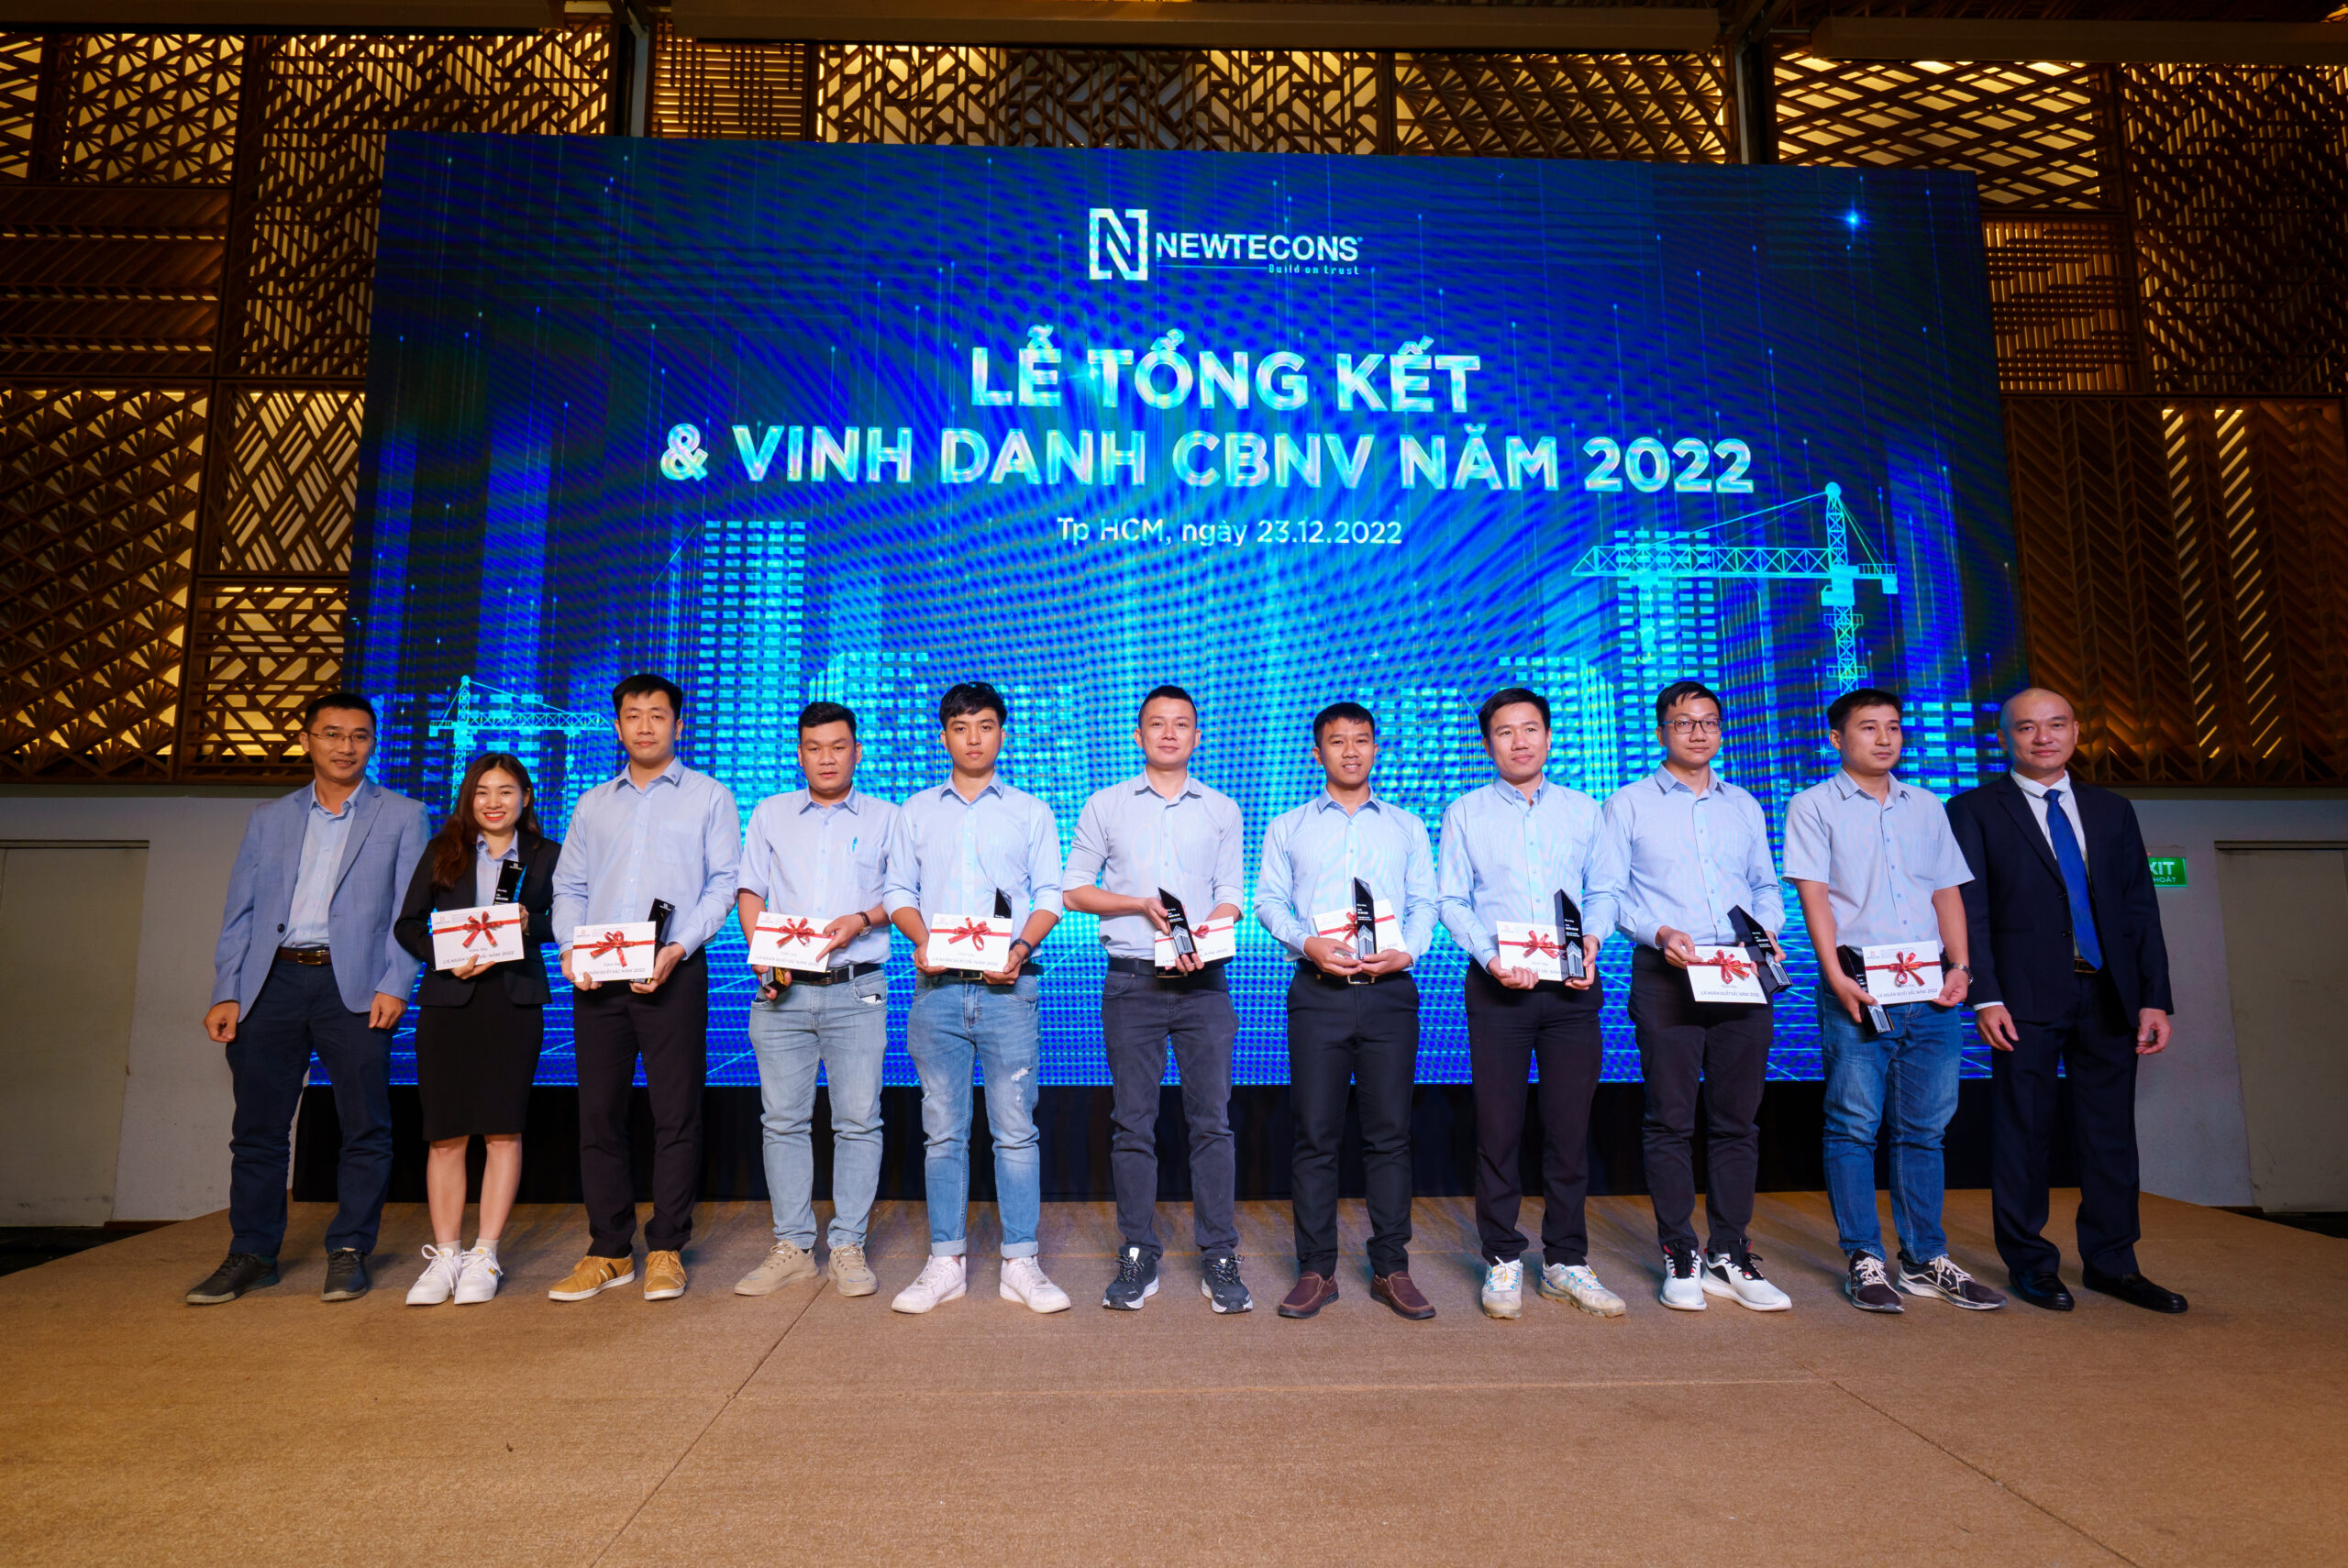 NEWTECONS®
Build on trust
LỄ TỔNG KẾT
& VINH DANH CBNV NĂM 2022
Tp HCM, ngày 23.12.2022